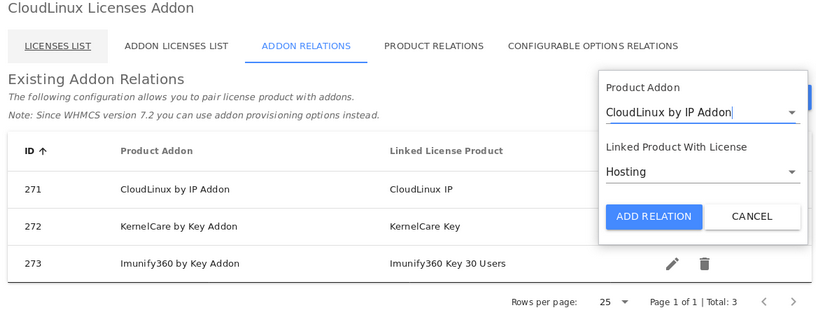 CloudLinux Licenses Addon
LICENSES LIST
ADDON LICENSES LIST
ADDON RELATIONS
PRODUCT RELATIONS
CONFIGURABLE OPTIONS RELATIONS
Existing Addon Relations
The following configuration allows you to pair license product with addons.
Note: Since WHMCS version 7.2 you can use addon provisioning options instead.
Product Addon
CloudLinux by IP Addon
Linked Product With License
Hosting
ADD RELATION CANCEL
ID Product Addon Linked License Product
271 CloudLinux by IP Addon CloudLinux IP
272 KernelCare by Key Addon KernelCare Key
273 Imunify360 by Key Addon Imunify360 Key 30 Users
Rows per page: 25 Page 1 of 1 | Total: 3